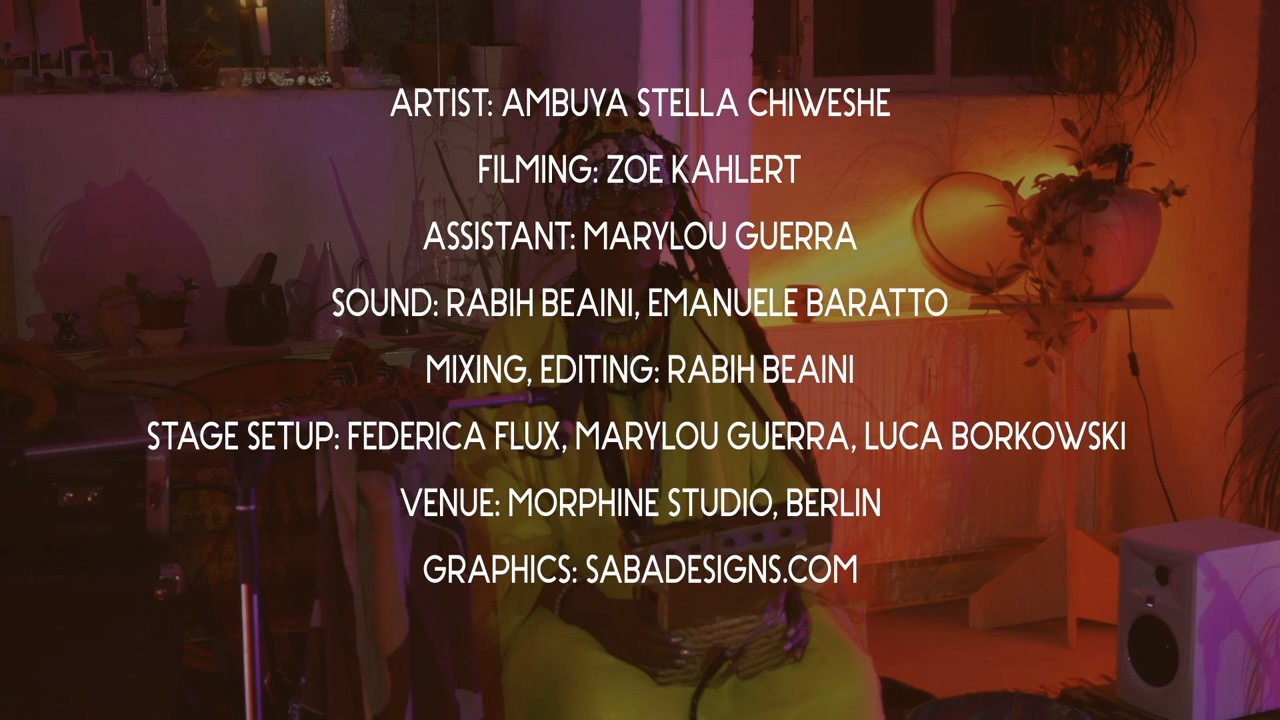 ARTIST: AMBUYA STELLA CHIWESHE
FILMING: ZOE KAHLERT
ASSISTANT: MARYLOU GUERRA
SOUND: RABIH BEAINI, EMANUELE BARATTO
MIXING, EDITING: RABIH BEAINI
STAGE SETUP: FEDERICA FLUX, MARYLOU GUERRA, LUCA BORKOWSKI
VENUE: MORPHINE STUDIO, BERLIN
GRAPHICS: SABADESIGNS.COM